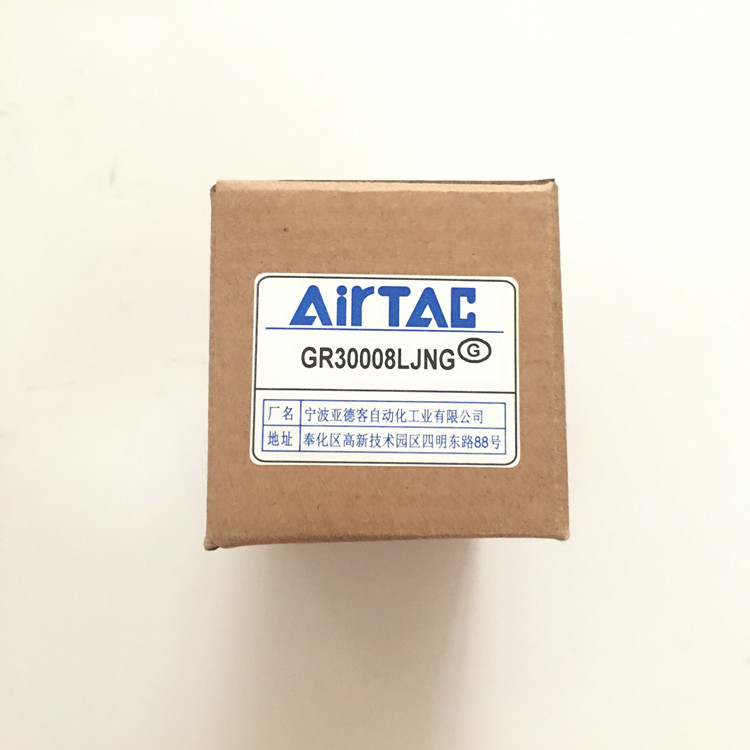 AirTAC
GR30008LJNG G
厂名 宁波亚德客自动化工业有限公司
地址 奉化区高新技术园区四明东路88号